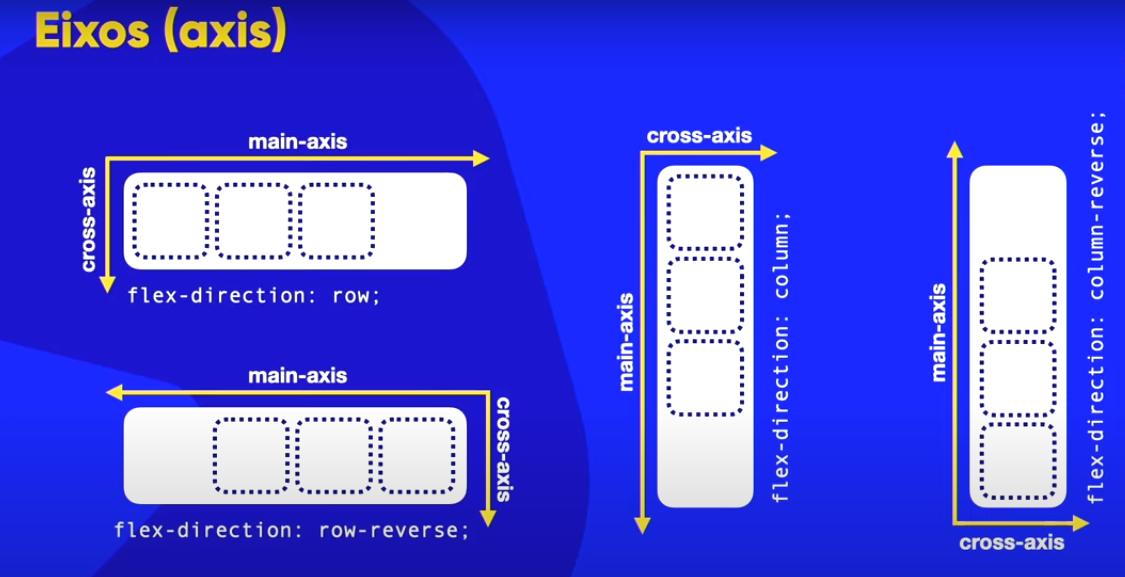 Eixos (axis)
main-axis
cross-axis
flex-direction: row;
main-axis
cross-axis
flex-direction: row-reverse;
cross-axis
main-axis
flex-direction: column;
main-axis
cross-axis
flex-direction: column-reverse;